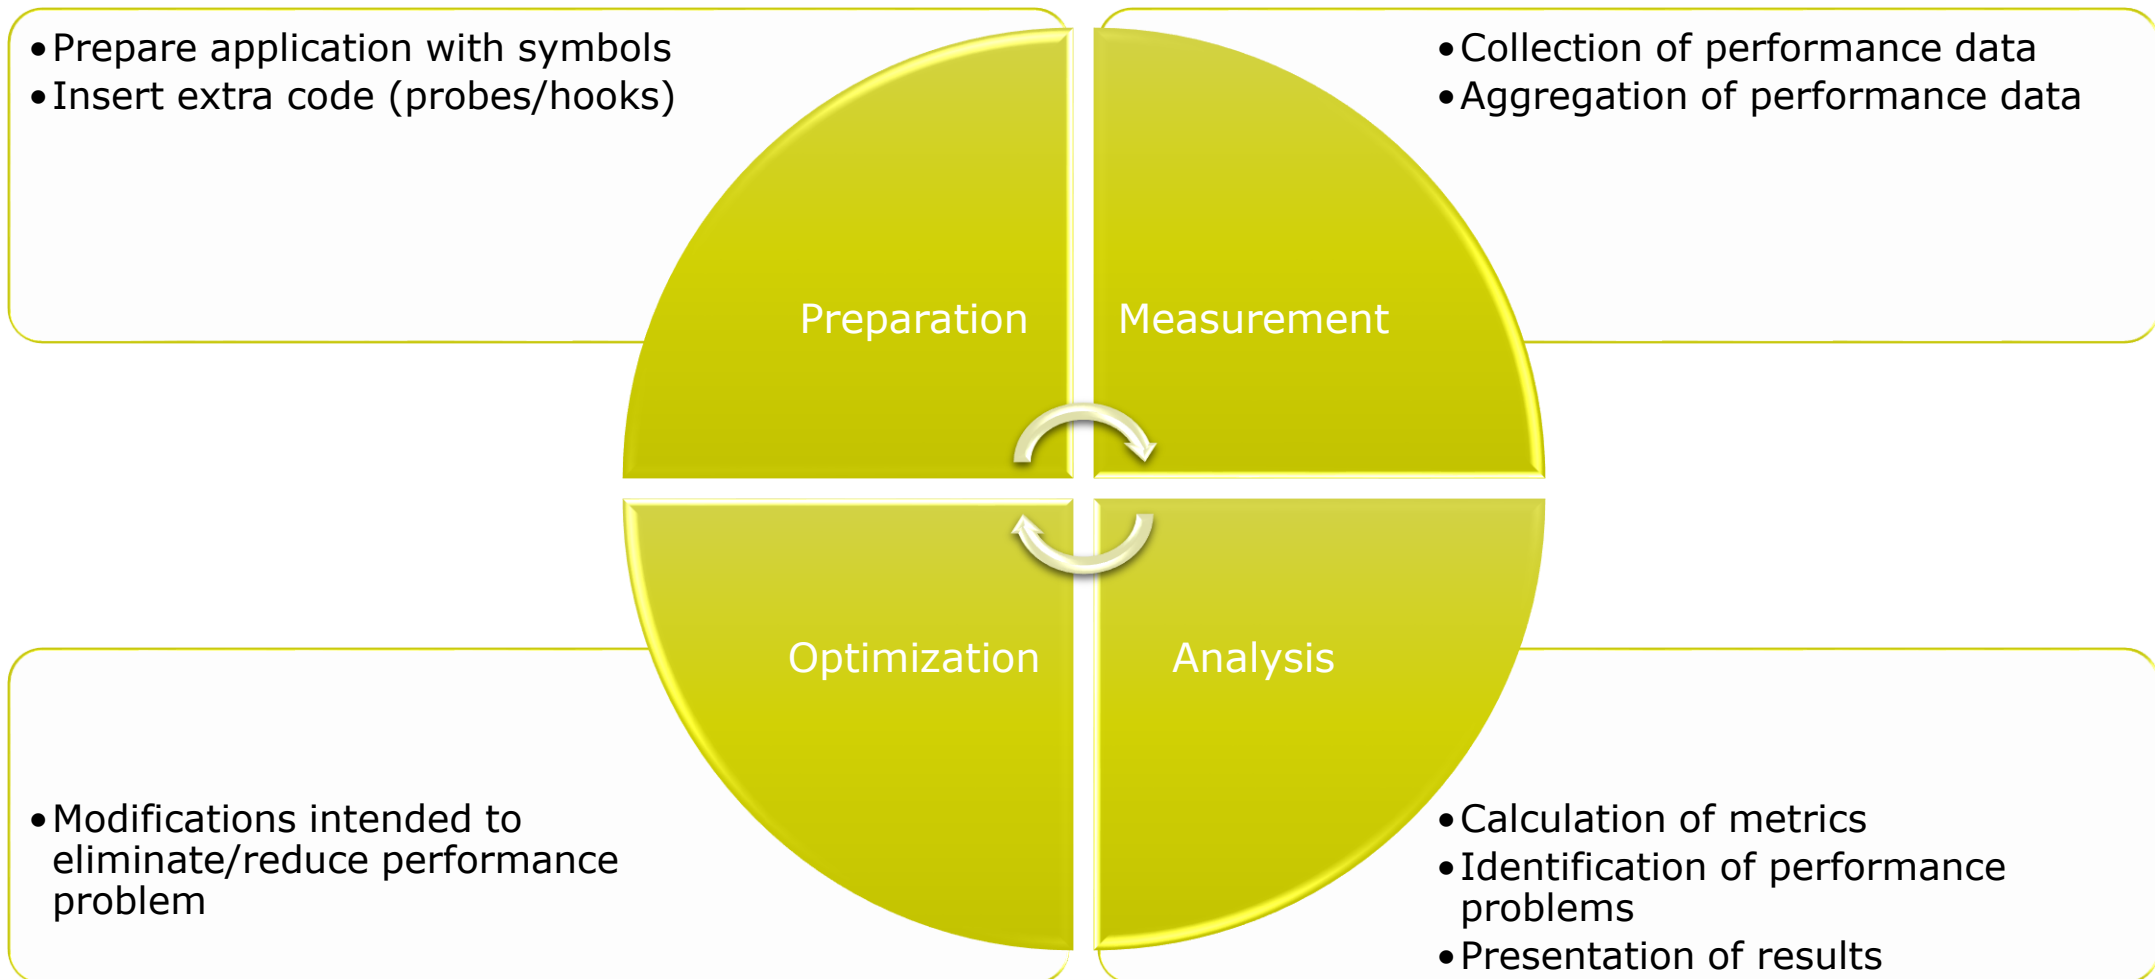 •Prepare application with symbols
•Insert extra code (probes/hooks)
•Collection of performance data
•Aggregation of performance data
Preparation
Measurement
Optimization
Analysis
•Modifications intended to
eliminate/reduce performance
problem
•Calculation of metrics
•Identification of performance
problems
•Presentation of results